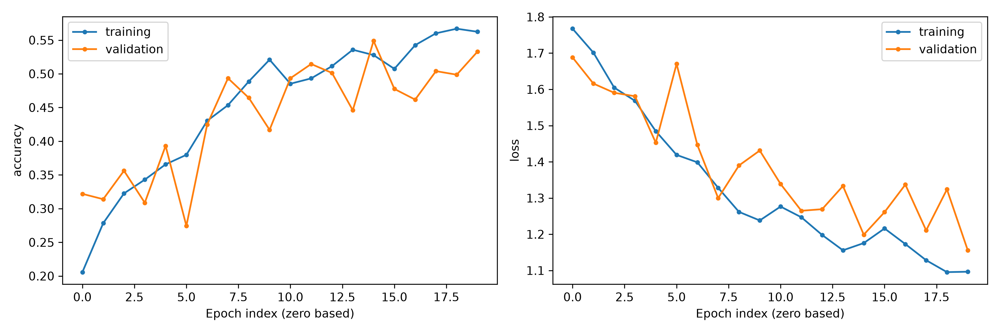 training
validation
0.55
0.50
0.45
0.40
0.35
0.30
0.25
0.20
accuracy
0.0 2.5 5.0 7.5 10.0 12.5 15.0 17.5
Epoch index (zero based)
training
validation
1.8
1.7
1.6
1.5
1.4
1.3
1.2
1.1
loss
0.0 2.5 5.0 7.5 10.0 12.5 15.0 17.5
Epoch index (zero based)